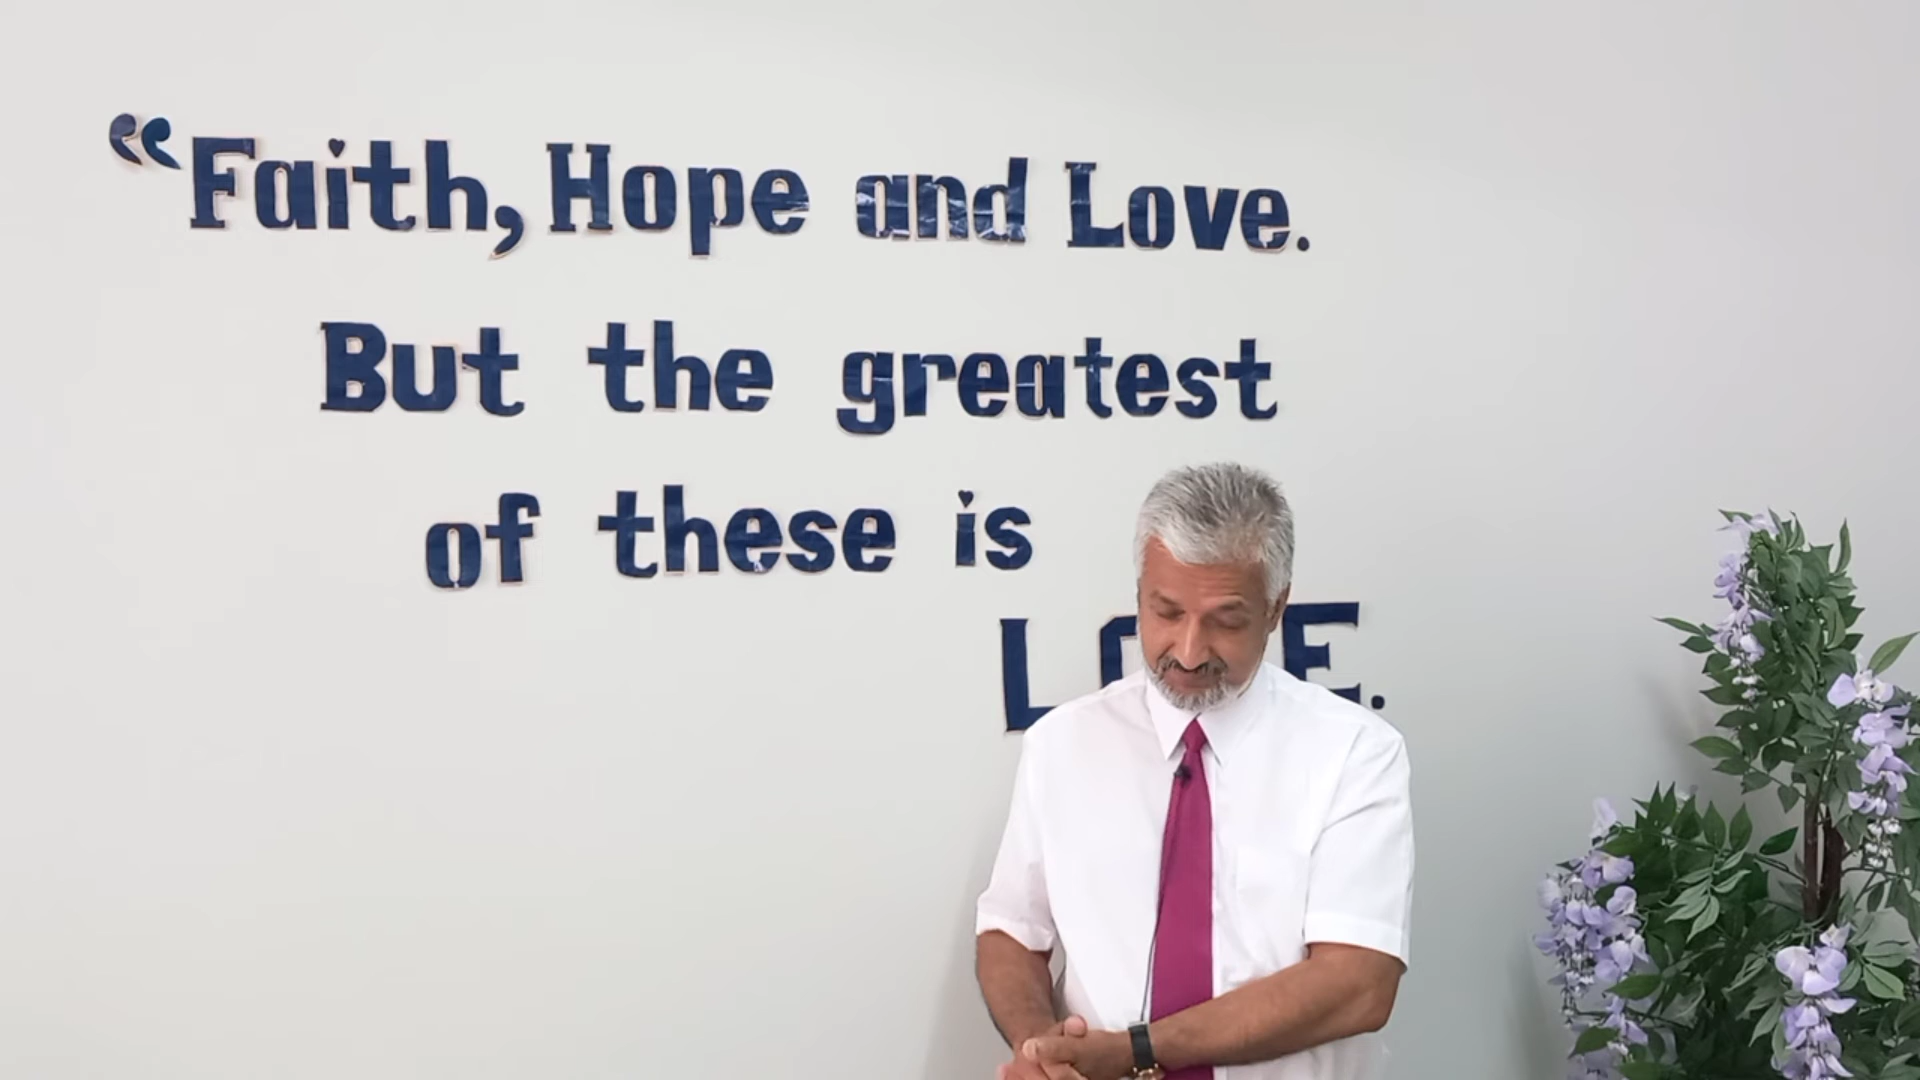 “Faith, Hope and Love.
But the greatest
of these is